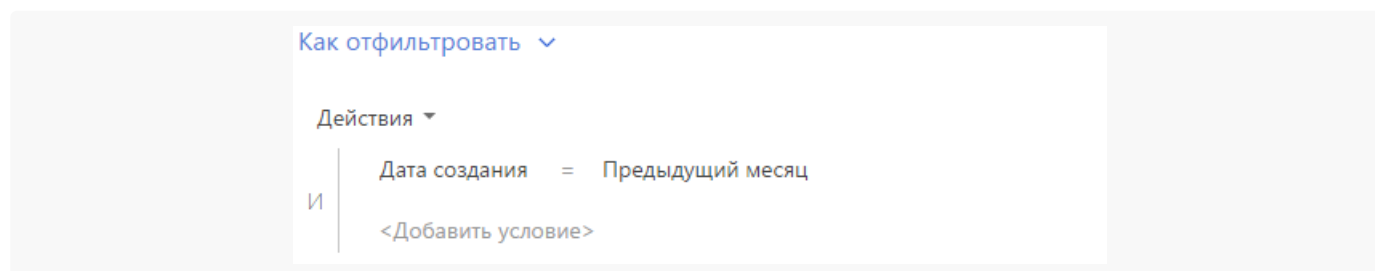 Как отфильтровать
Действия
Дата создания = Предыдущий месяц
И
<Добавить условие>